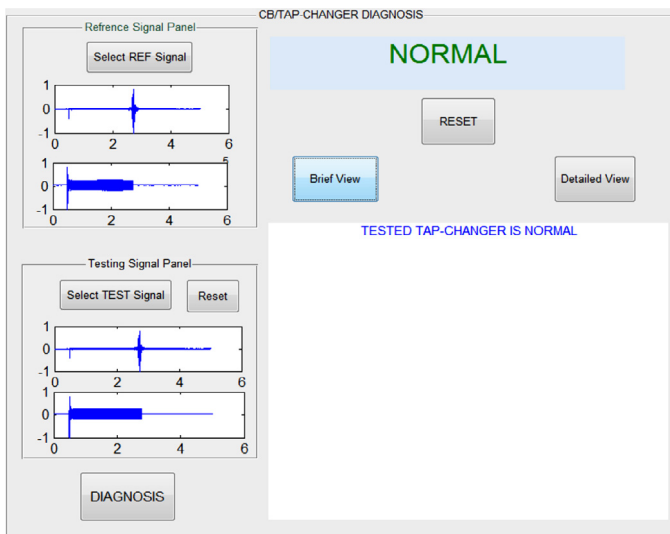 CB/TAP CHANGER DIAGNOSIS
Refrence Signal Panel
Select REF Signal
1
0
-1
0 2 4 6
5
1
0
-1
0 2 4 6
NORMAL
RESET
Brief View
Detailed View
TESTED TAP-CHANGER IS NORMAL
Testing Signal Panel
Select TEST Signal
Reset
1
0
-1
0 2 4 6
1
0
-1
0 2 4 6
DIAGNOSIS